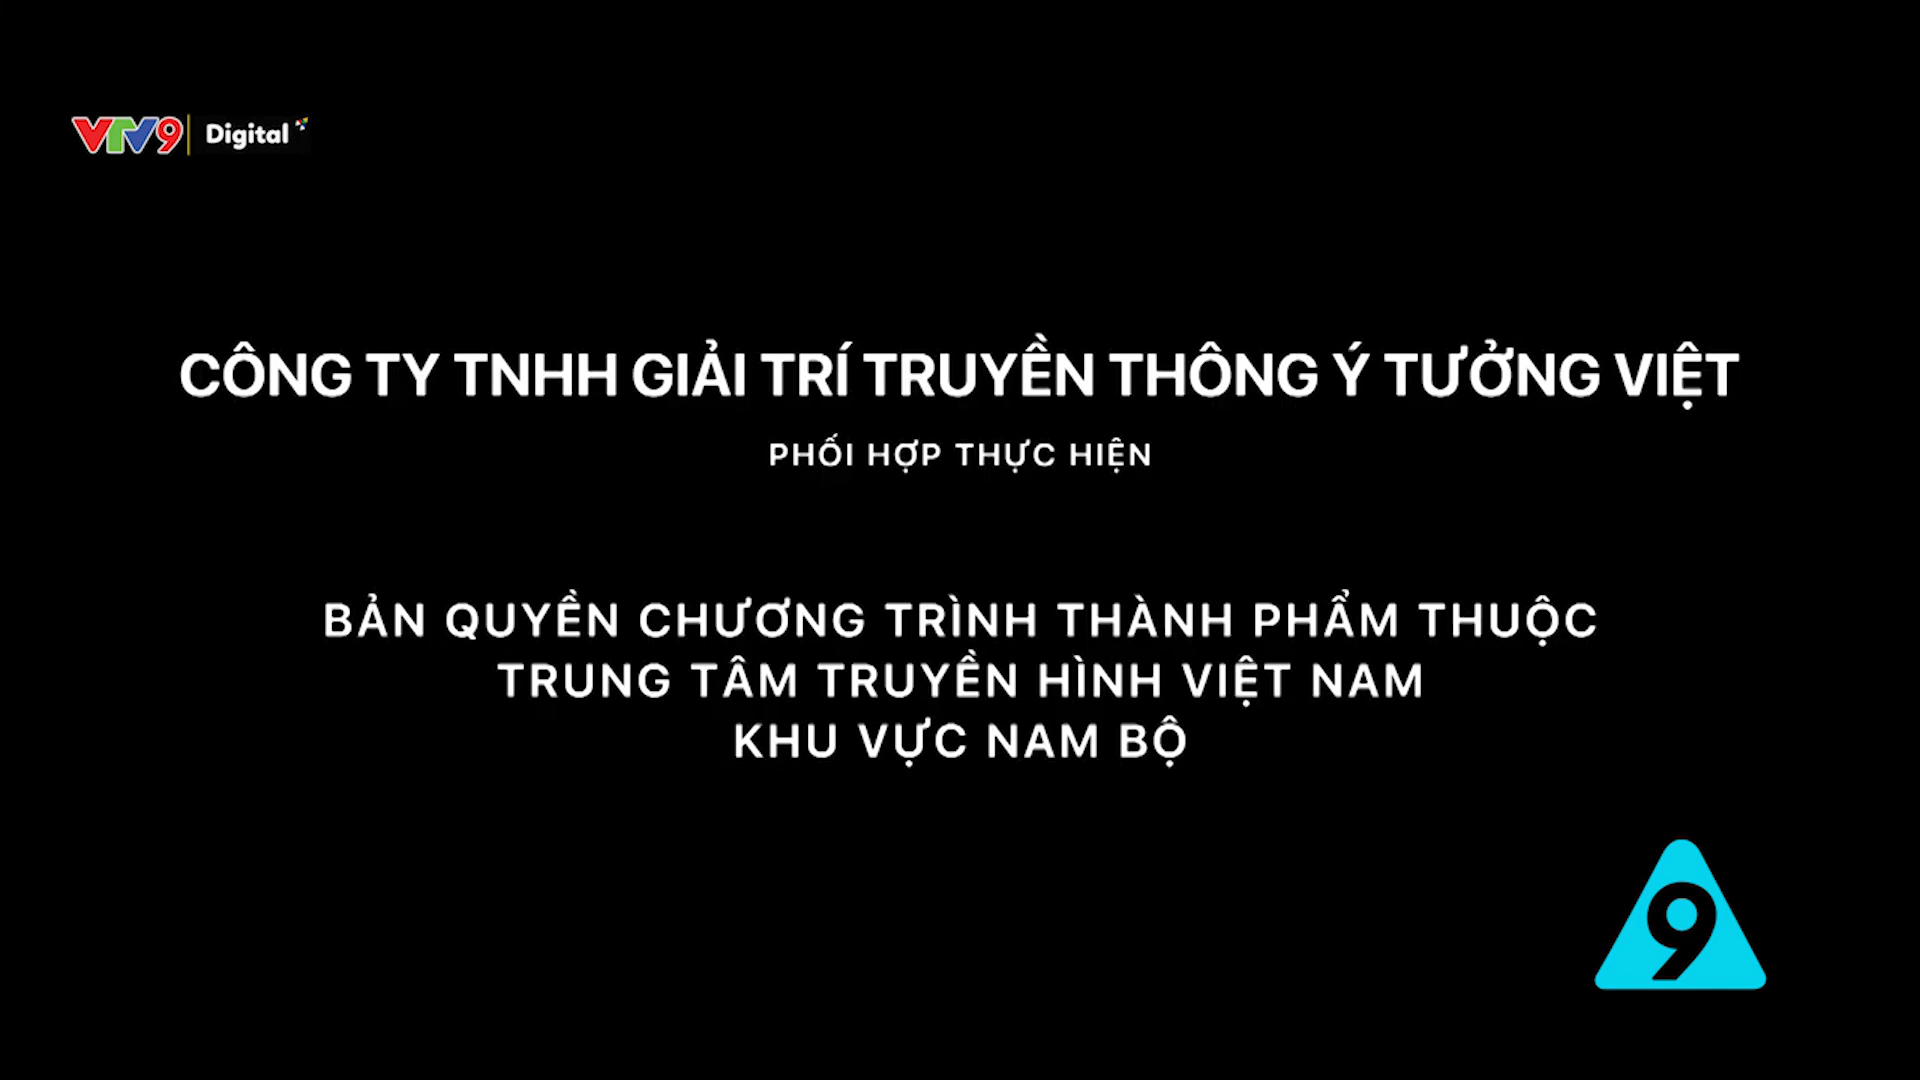 VTV9 Digital
CÔNG TY TNHH GIẢI TRÍ TRUYỀN THÔNG Ý TƯỞNG VIỆT
PHỐI HỢP THỰC HIỆN
BẢN QUYỀN CHƯƠNG TRÌNH THÀNH PHẨM THUỘC
TRUNG TÂM TRUYỀN HÌNH VIỆT NAM
KHU VỰC NAM BỘ
9